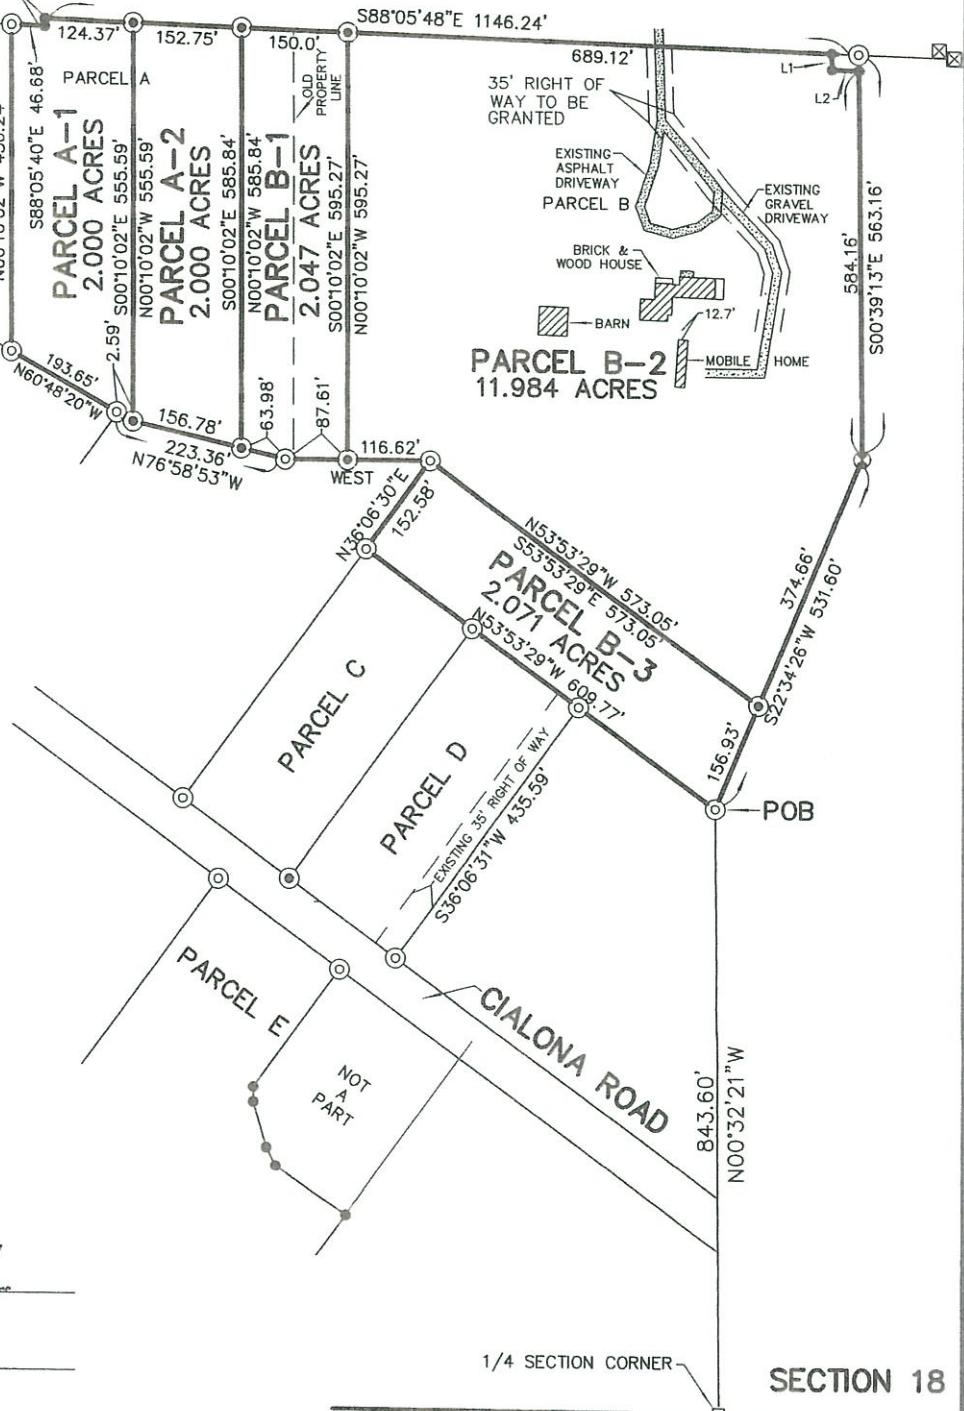 S88°05'48"E 1146.24'
124.37'
152.75'
150.0'
689.12'
L1
L2
PARCEL A
OLD
PROPERTY
LINE
35' RIGHT OF
WAY TO BE
GRANTED
S88°05'40"E 46.68'
PARCEL A-1
2.000 ACRES
S00°10'02"E 555.59'
N00°10'02"W 555.59'
PARCEL A-2
2.000 ACRES
S00°10'02"E 585.84'
N00°10'02"W 585.84'
PARCEL B-1
2.047 ACRES
S00°10'02"E 595.27'
N00°10'02"W 595.27'
EXISTING
ASPHALT
DRIVEWAY
PARCEL B
EXISTING
GRAVEL
DRIVEWAY
BRICK &
WOOD HOUSE
BARN
12.7'
MOBILE HOME
PARCEL B-2
11.984 ACRES
584.16'
S00°39'13"E 563.16'
193.65'
N60°48'20"W
2.59'
156.78'
223.36'
N76°58'53"W
63.98'
87.61'
116.62'
WEST
N36°06'30"E
152.58'
N53°53'29"W 573.05'
S53°53'29"E 573.05'
PARCEL B-3
2.071 ACRES
N53°53'29"W 609.77'
374.66'
S22°34'26"W 531.60'
156.93'
POB
PARCEL C
PARCEL D
EXISTING 35' RIGHT OF WAY
S36°06'31"W 435.59'
PARCEL E
NOT
A
PART
CIALONA ROAD
843.60'
N00°32'21"W
1/4 SECTION CORNER
SECTION 18